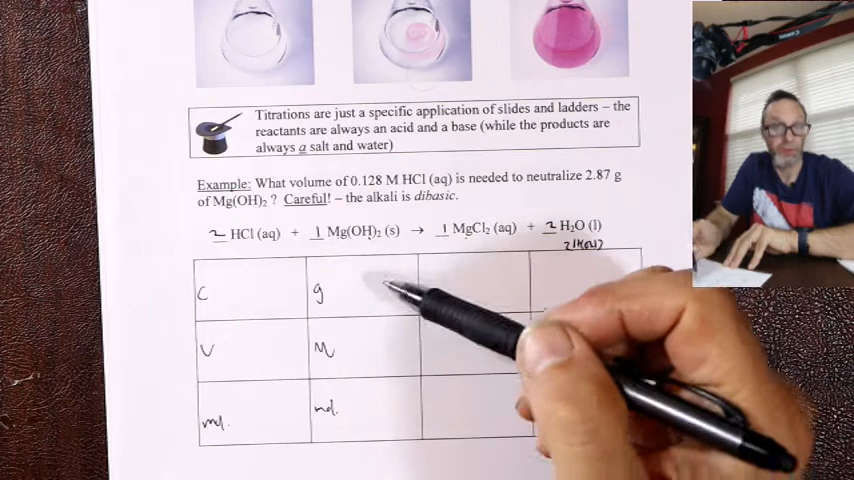 Titrations are just a specific application of slides and ladders – the
reactants are always an acid and a base (while the products are
always a salt and water)
Example: What volume of 0.128 M HCl (aq) is needed to neutralize 2.87 g
of Mg(OH)₂ ? Careful! – the alkali is dibasic.
2 HCl (aq) + 1 Mg(OH)₂ (s) → 1 MgCl₂ (aq) + 2 H₂O (l)
C g
V M
mol. mol.
Canon